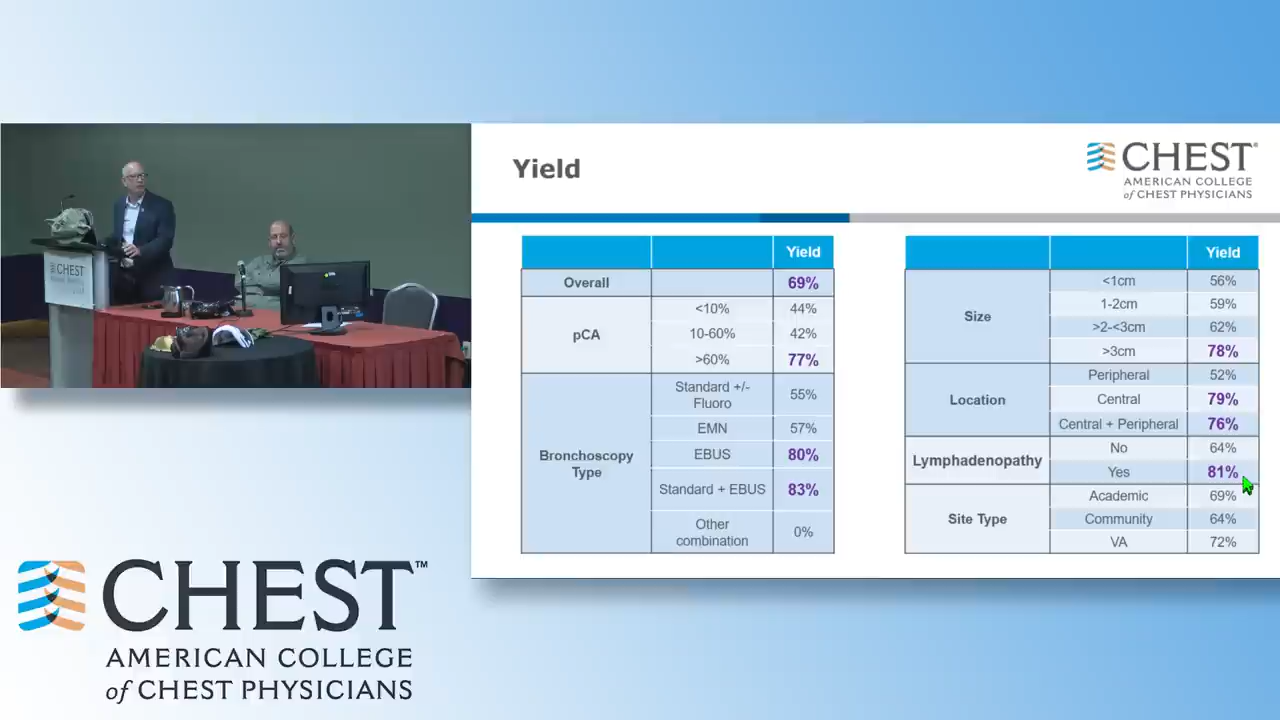 Yield
CHEST®
AMERICAN COLLEGE
of CHEST PHYSICIANS
Yield
Overall 69%
pCA <10% 44%
10-60% 42%
>60% 77%
Bronchoscopy Type Standard +/- Fluoro 55%
EMN 57%
EBUS 80%
Standard + EBUS 83%
Other combination 0%
Yield
Size <1cm 56%
1-2cm 59%
>2-<3cm 62%
>3cm 78%
Location Peripheral 52%
Central 79%
Central + Peripheral 76%
Lymphadenopathy No 64%
Yes 81%
Site Type Academic 69%
Community 64%
VA 72%
CHEST
CHEST™
AMERICAN COLLEGE
of CHEST PHYSICIANS